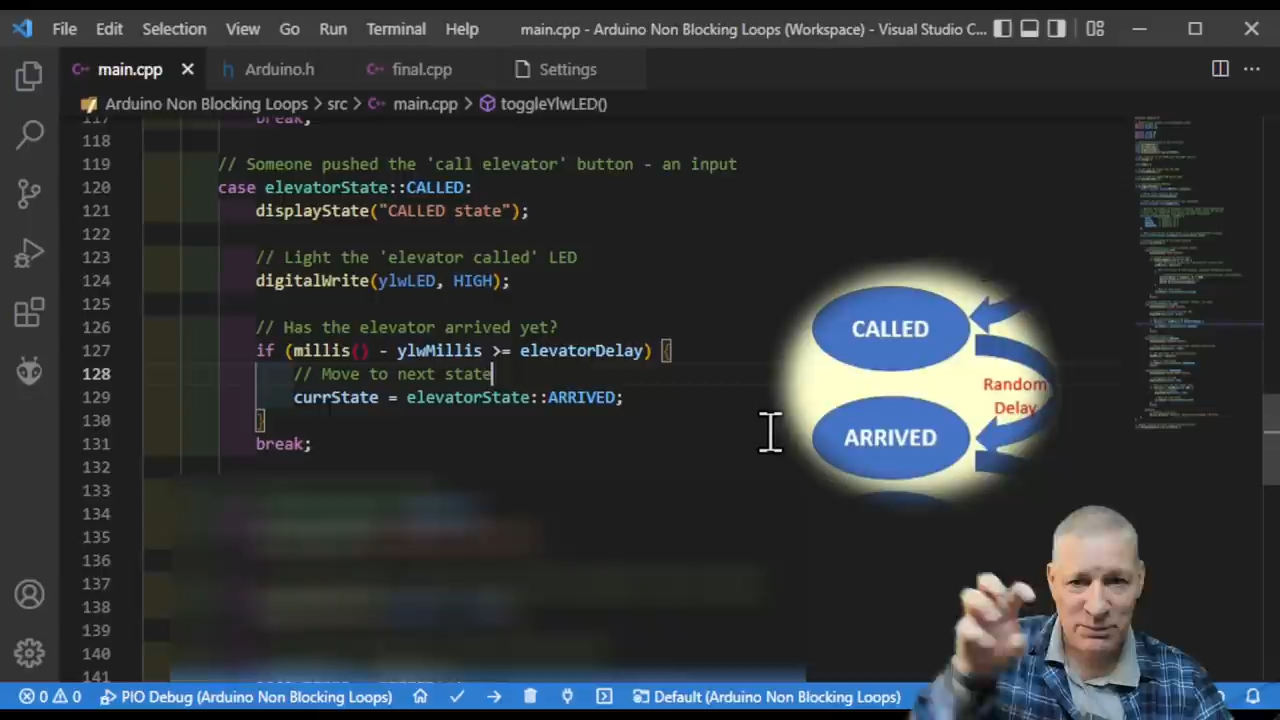 File Edit Selection View Go Run Terminal Help main.cpp - Arduino Non Blocking Loops (Workspace) - Visual Studio C...
main.cpp Arduino.h final.cpp Settings
Arduino Non Blocking Loops > src > main.cpp > toggleYlwLED()
117 break;
118
119 // Someone pushed the 'call elevator' button - an input
120 case elevatorState::CALLED:
121 displayState("CALLED state");
122
123 // Light the 'elevator called' LED
124 digitalWrite(ylwLED, HIGH);
125
126 // Has the elevator arrived yet?
127 if (millis() - ylwMillis >= elevatorDelay) {
128 // Move to next state
129 currState = elevatorState::ARRIVED;
130 }
131 break;
132
133
134
135
136
137
138
139
140
141
CALLED
Random
Delay
ARRIVED
0 0 PIO Debug (Arduino Non Blocking Loops) Default (Arduino Non Blocking Loops)